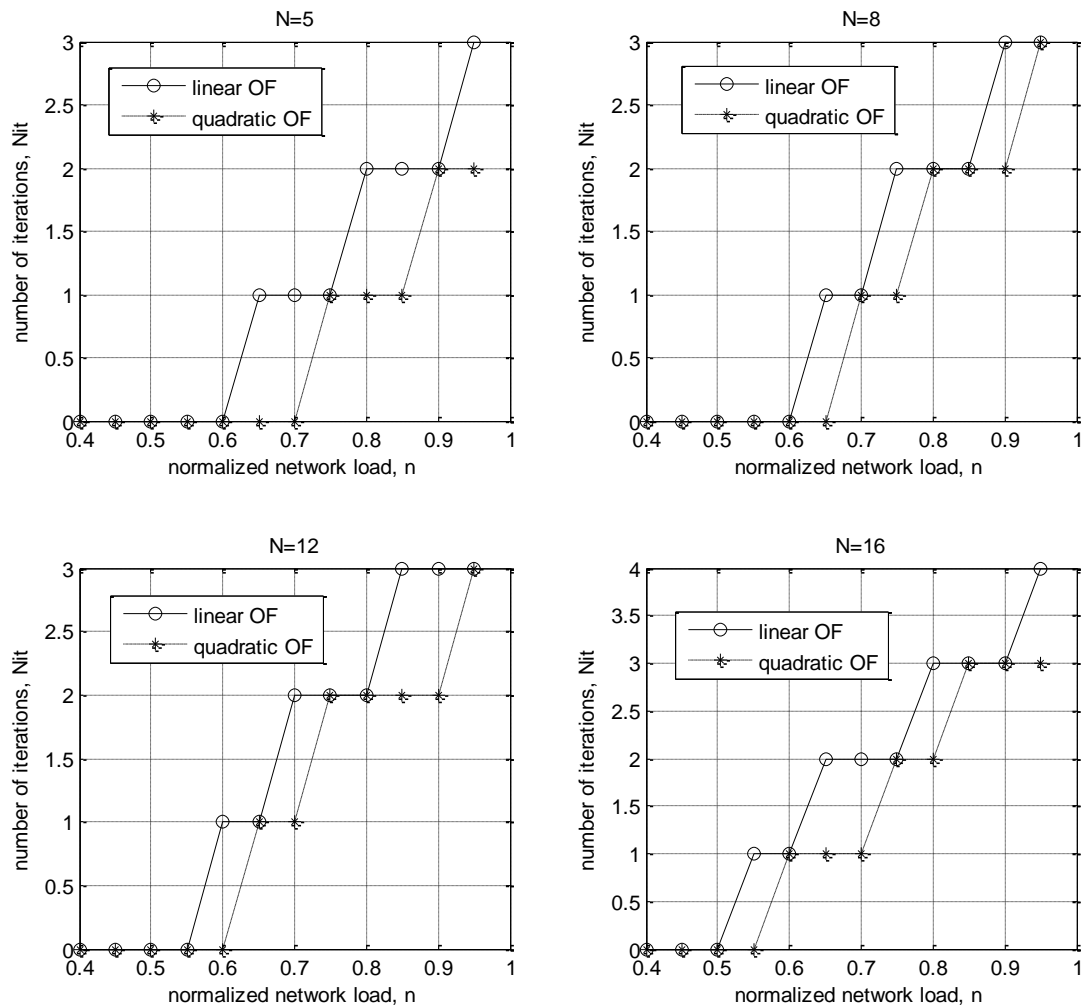 N=5
3
2.5
2
1.5
1
0.5
0
number of iterations, Nit
linear OF
quadratic OF
0.4 0.5 0.6 0.7 0.8 0.9 1
normalized network load, n
N=8
3
2.5
2
1.5
1
0.5
0
number of iterations, Nit
linear OF
quadratic OF
0.4 0.5 0.6 0.7 0.8 0.9 1
normalized network load, n
N=12
3
2.5
2
1.5
1
0.5
0
number of iterations, Nit
linear OF
quadratic OF
0.4 0.5 0.6 0.7 0.8 0.9 1
normalized network load, n
N=16
4
3.5
3
2.5
2
1.5
1
0.5
0
number of iterations, Nit
linear OF
quadratic OF
0.4 0.5 0.6 0.7 0.8 0.9 1
normalized network load, n